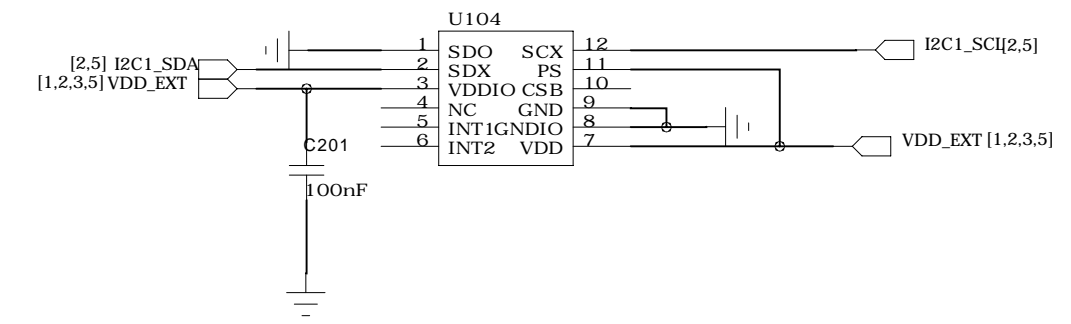 U104
1 SDO SCX 12
[2,5] I2C1_SDA 2 SDX PS 11 I2C1_SCL[2,5]
[1,2,3,5] VDD_EXT 3 VDDIO CSB 10
4 NC GND 9
5 INT1GNDIO 8
6 INT2 VDD 7 VDD_EXT [1,2,3,5]
C201
100nF